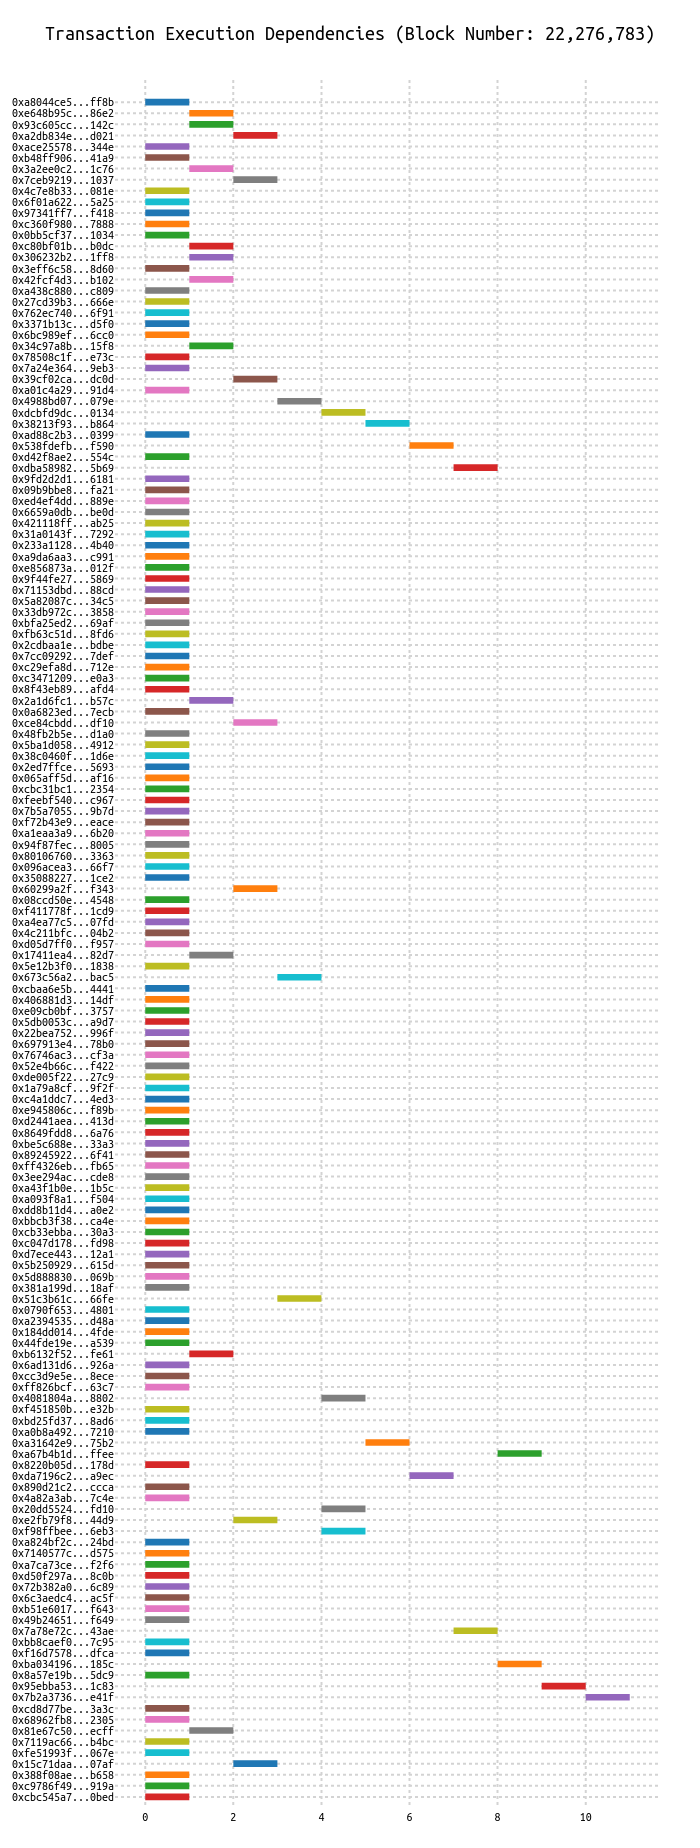 Transaction Execution Dependencies (Block Number: 22,276,783)
0xa8044ce5...ff8b
0xe648b95c...86e2
0x93c605cc...142c
0xa2db834e...d021
0xace25578...344e
0xb48ff906...41a9
0x3a2ee0c2...1c76
0x7ceb9219...1037
0x4c7e8b33...081e
0x6f01a622...5a25
0x97341ff7...f418
0xc360f980...7888
0x0bb5cf37...1034
0xc80bf01b...b0dc
0x306232b2...1ff8
0x3eff6c58...8d60
0x42fcf4d3...b102
0xa438c880...c809
0x27cd39b3...666e
0x762ec740...6f91
0x3371b13c...d5f0
0x6bc989ef...6cc0
0x34c97a8b...15f8
0x78508c1f...e73c
0x7a24e364...9eb3
0x39cf02ca...dc0d
0xa01c4a29...91d4
0x4988bd07...079e
0xdcbfd9dc...0134
0x38213f93...b864
0xad88c2b3...0399
0x538fdefb...f590
0xd42f8ae2...554c
0xdba58982...5b69
0x9fd2d2d1...6181
0x09b9bbe8...fa21
0xed4ef4dd...889e
0x6659a0db...be0d
0x421118ff...ab25
0x31a0143f...7292
0x233a1128...4b40
0xa9da6aa3...c991
0xe856873a...012f
0x9f44fe27...5869
0x71153dbd...88cd
0x5a82087c...34c5
0x33db972c...3858
0xbfa25ed2...69af
0xfb63c51d...8fd6
0x2cdbaa1e...bdbe
0x7cc09292...7def
0xc29efa8d...712e
0xc3471209...e0a3
0x8f43eb89...afd4
0x2a1d6fc1...b57c
0x0a6823ed...7ecb
0xce84cbdd...df10
0x48fb2b5e...d1a0
0x5ba1d058...4912
0x38c0460f...1d6e
0x2ed7ffce...5693
0x065aff5d...af16
0xcbc31bc1...2354
0xfeebf540...c967
0x7b5a7055...9b7d
0xf72b43e9...eace
0xa1eaa3a9...6b20
0x94f87fec...8005
0x80106760...3363
0x096acea3...66f7
0x35088227...1ce2
0x60299a2f...f343
0x08ccd50e...4548
0xf411778f...1cd9
0xa4ea77c5...07fd
0x4c211bfc...04b2
0xd05d7ff0...f957
0x17411ea4...82d7
0x5e12b3f0...1838
0x673c56a2...bac5
0xcbaa6e5b...4441
0x406881d3...14df
0xe09cb0bf...3757
0x5db0053c...a9d7
0x22bea752...996f
0x697913e4...78b0
0x76746ac3...cf3a
0x52e4b66c...f422
0xde005f22...27c9
0x1a79a8cf...9f2f
0xc4a1ddc7...4ed3
0xe945806c...f89b
0xd2441aea...413d
0x8649fdd8...6a76
0xbe5c688e...33a3
0x89245922...6f41
0xff4326eb...fb65
0x3ee294ac...cde8
0xa43f1b0e...1b5c
0xa093f8a1...f504
0xdd8b11d4...a0e2
0xbbcb3f38...ca4e
0xcb33ebba...30a3
0xc047d178...fd98
0xd7ece443...12a1
0x5b250929...615d
0x5d888830...069b
0x381a199d...18af
0x51c3b61c...66fe
0x0790f653...4801
0xa2394535...d48a
0x184dd014...4fde
0x44fde19e...a539
0xb6132f52...fe61
0x6ad131d6...926a
0xcc3d9e5e...8ece
0xff826bcf...63c7
0x4081804a...8802
0xf451850b...e32b
0xbd25fd37...8ad6
0xa0b8a492...7210
0xa31642e9...75b2
0xa67b4b1d...ffee
0x8220b05d...178d
0xda7196c2...a9ec
0x890d21c2...ccca
0x4a82a3ab...7c4e
0x20dd5524...fd10
0xe2fb79f8...44d9
0xf98ffbee...6eb3
0xa824bf2c...24bd
0x7140577c...d575
0xa7ca73ce...f2f6
0xd50f297a...8c0b
0x72b382a0...6c89
0x6c3aedc4...ac5f
0xb51e6017...f643
0x49b24651...f649
0x7a78e72c...43ae
0xbb8caef0...7c95
0xf16d7578...dfca
0xba034196...185c
0x8a57e19b...5dc9
0x95ebba53...1c83
0x7b2a3736...e41f
0xcd8d77be...3a3c
0x68962fb8...2305
0x81e67c50...ecff
0x7119ac66...b4bc
0xfe51993f...067e
0x15c71daa...07af
0x388f08ae...b658
0xc9786f49...919a
0xcbc545a7...0bed
0 2 4 6 8 10